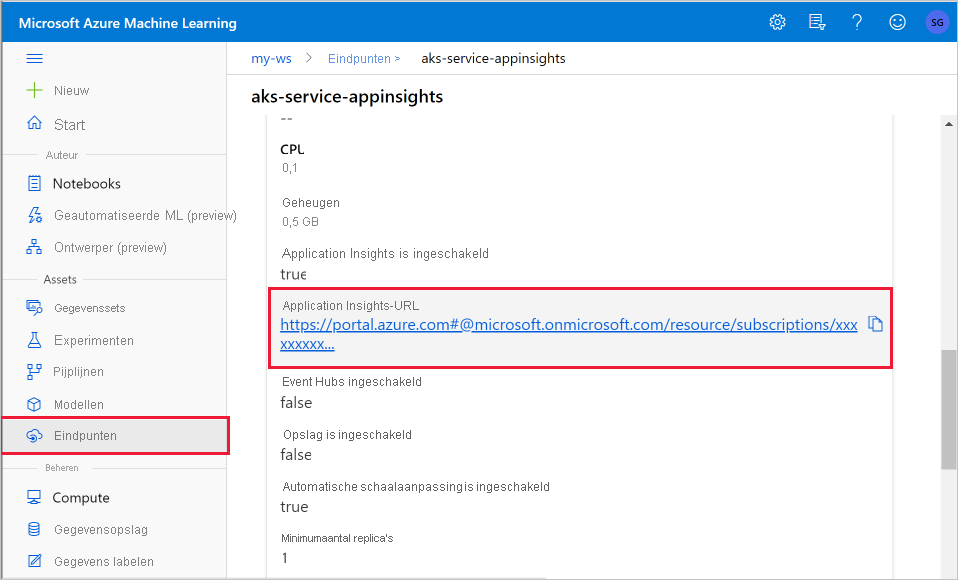 Microsoft Azure Machine Learning
SG
Nieuw
Start
Auteur
Notebooks
Geautomatiseerde ML (preview)
Ontwerper (preview)
Assets
Gegevenssets
Experimenten
Pijplijnen
Modellen
Eindpunten
Beheren
Compute
Gegevensopslag
Gegevens labelen
my-ws > Eindpunten > aks-service-appinsights
aks-service-appinsights
--
CPU
0,1
Geheugen
0,5 GB
Application Insights is ingeschakeld
true
Application Insights-URL
https://portal.azure.com#@microsoft.onmicrosoft.com/resource/subscriptions/xxx
xxxxxxx...
Event Hubs ingeschakeld
false
Opslag is ingeschakeld
false
Automatische schaalaanpassing is ingeschakeld
true
Minimumaantal replica's
1